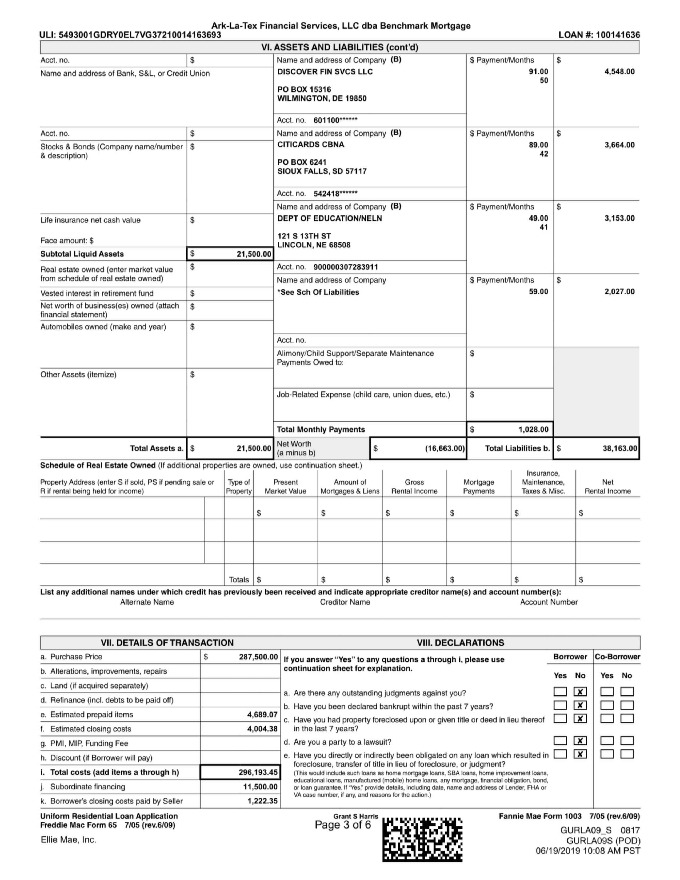 Ark-La-Tex Financial Services, LLC dba Benchmark Mortgage
ULI: 5493001GDRY0EL7VG37210014163693 LOAN #: 100141636
VI. ASSETS AND LIABILITIES (cont'd)
Acct. no. $ Name and address of Company (B) $ Payment/Months $
Name and address of Bank, S&L, or Credit Union DISCOVER FIN SVCS LLC 91.00 4,548.00
50
PO BOX 15316
WILMINGTON, DE 19850
Acct. no. 601100******
Acct. no. $ Name and address of Company (B) $ Payment/Months $
Stocks & Bonds (Company name/number $ CITICARDS CBNA 89.00 3,664.00
& description) 42
PO BOX 6241
SIOUX FALLS, SD 57117
Acct. no. 542418******
Name and address of Company (B) $ Payment/Months $
Life insurance net cash value $ DEPT OF EDUCATION/NELN 49.00 3,153.00
41
121 S 13TH ST
Face amount: $ LINCOLN, NE 68508
Subtotal Liquid Assets $ 21,500.00
Real estate owned (enter market value $ Acct. no. 900000307283911
from schedule of real estate owned) Name and address of Company $ Payment/Months $
Vested interest in retirement fund $ *See Sch Of Liabilities 59.00 2,027.00
Net worth of business(es) owned (attach $
financial statement)
Automobiles owned (make and year) $
Acct. no.
Alimony/Child Support/Separate Maintenance $
Payments Owed to:
Other Assets (itemize) $
Job-Related Expense (child care, union dues, etc.) $
Total Monthly Payments $ 1,028.00
Total Assets a. $ 21,500.00 Net Worth $ (16,663.00) Total Liabilities b. $ 38,163.00
(a minus b)
Schedule of Real Estate Owned (If additional properties are owned, use continuation sheet.)
Insurance,
Property Address (enter S if sold, PS if pending sale or Type of Present Amount of Gross Mortgage Maintenance, Net
R if rental being held for income) Property Market Value Mortgages & Liens Rental Income Payments Taxes & Misc. Rental Income
$ $ $ $ $ $
Totals $ $ $ $ $ $
List any additional names under which credit has previously been received and indicate appropriate creditor name(s) and account number(s):
Alternate Name Creditor Name Account Number
VII. DETAILS OF TRANSACTION VIII. DECLARATIONS
a. Purchase Price $ 287,500.00
b. Alterations, improvements, repairs
c. Land (if acquired separately)
d. Refinance (incl. debts to be paid off)
e. Estimated prepaid items 4,689.07
f. Estimated closing costs 4,004.38
g. PMI, MIP, Funding Fee
h. Discount (if Borrower will pay)
i. Total costs (add items a through h) 296,193.45
j. Subordinate financing 11,500.00
k. Borrower's closing costs paid by Seller 1,222.35
If you answer "Yes" to any questions a through i, please use Borrower Co-Borrower
continuation sheet for explanation.
Yes No Yes No
a. Are there any outstanding judgments against you? X
b. Have you been declared bankrupt within the past 7 years? X
c. Have you had property foreclosed upon or given title or deed in lieu thereof X
in the last 7 years?
d. Are you a party to a lawsuit? X
e. Have you directly or indirectly been obligated on any loan which resulted in X
foreclosure, transfer of title in lieu of foreclosure, or judgment?
(This would include such loans as home mortgage loans, SBA loans, home improvement loans,
educational loans, manufactured (mobile) home loans, any mortgage, financial obligation, bond,
or loan guarantee. If "Yes," provide details, including date, name and address of Lender, FHA or
VA case number, if any, and reasons for the action.)
Uniform Residential Loan Application Grant S Harris Fannie Mae Form 1003 7/05 (rev.6/09)
Freddie Mac Form 65 7/05 (rev.6/09) Page 3 of 6
GURLA09_S 0817
Ellie Mae, Inc. GURLA09S (POD)
06/19/2019 10:08 AM PST